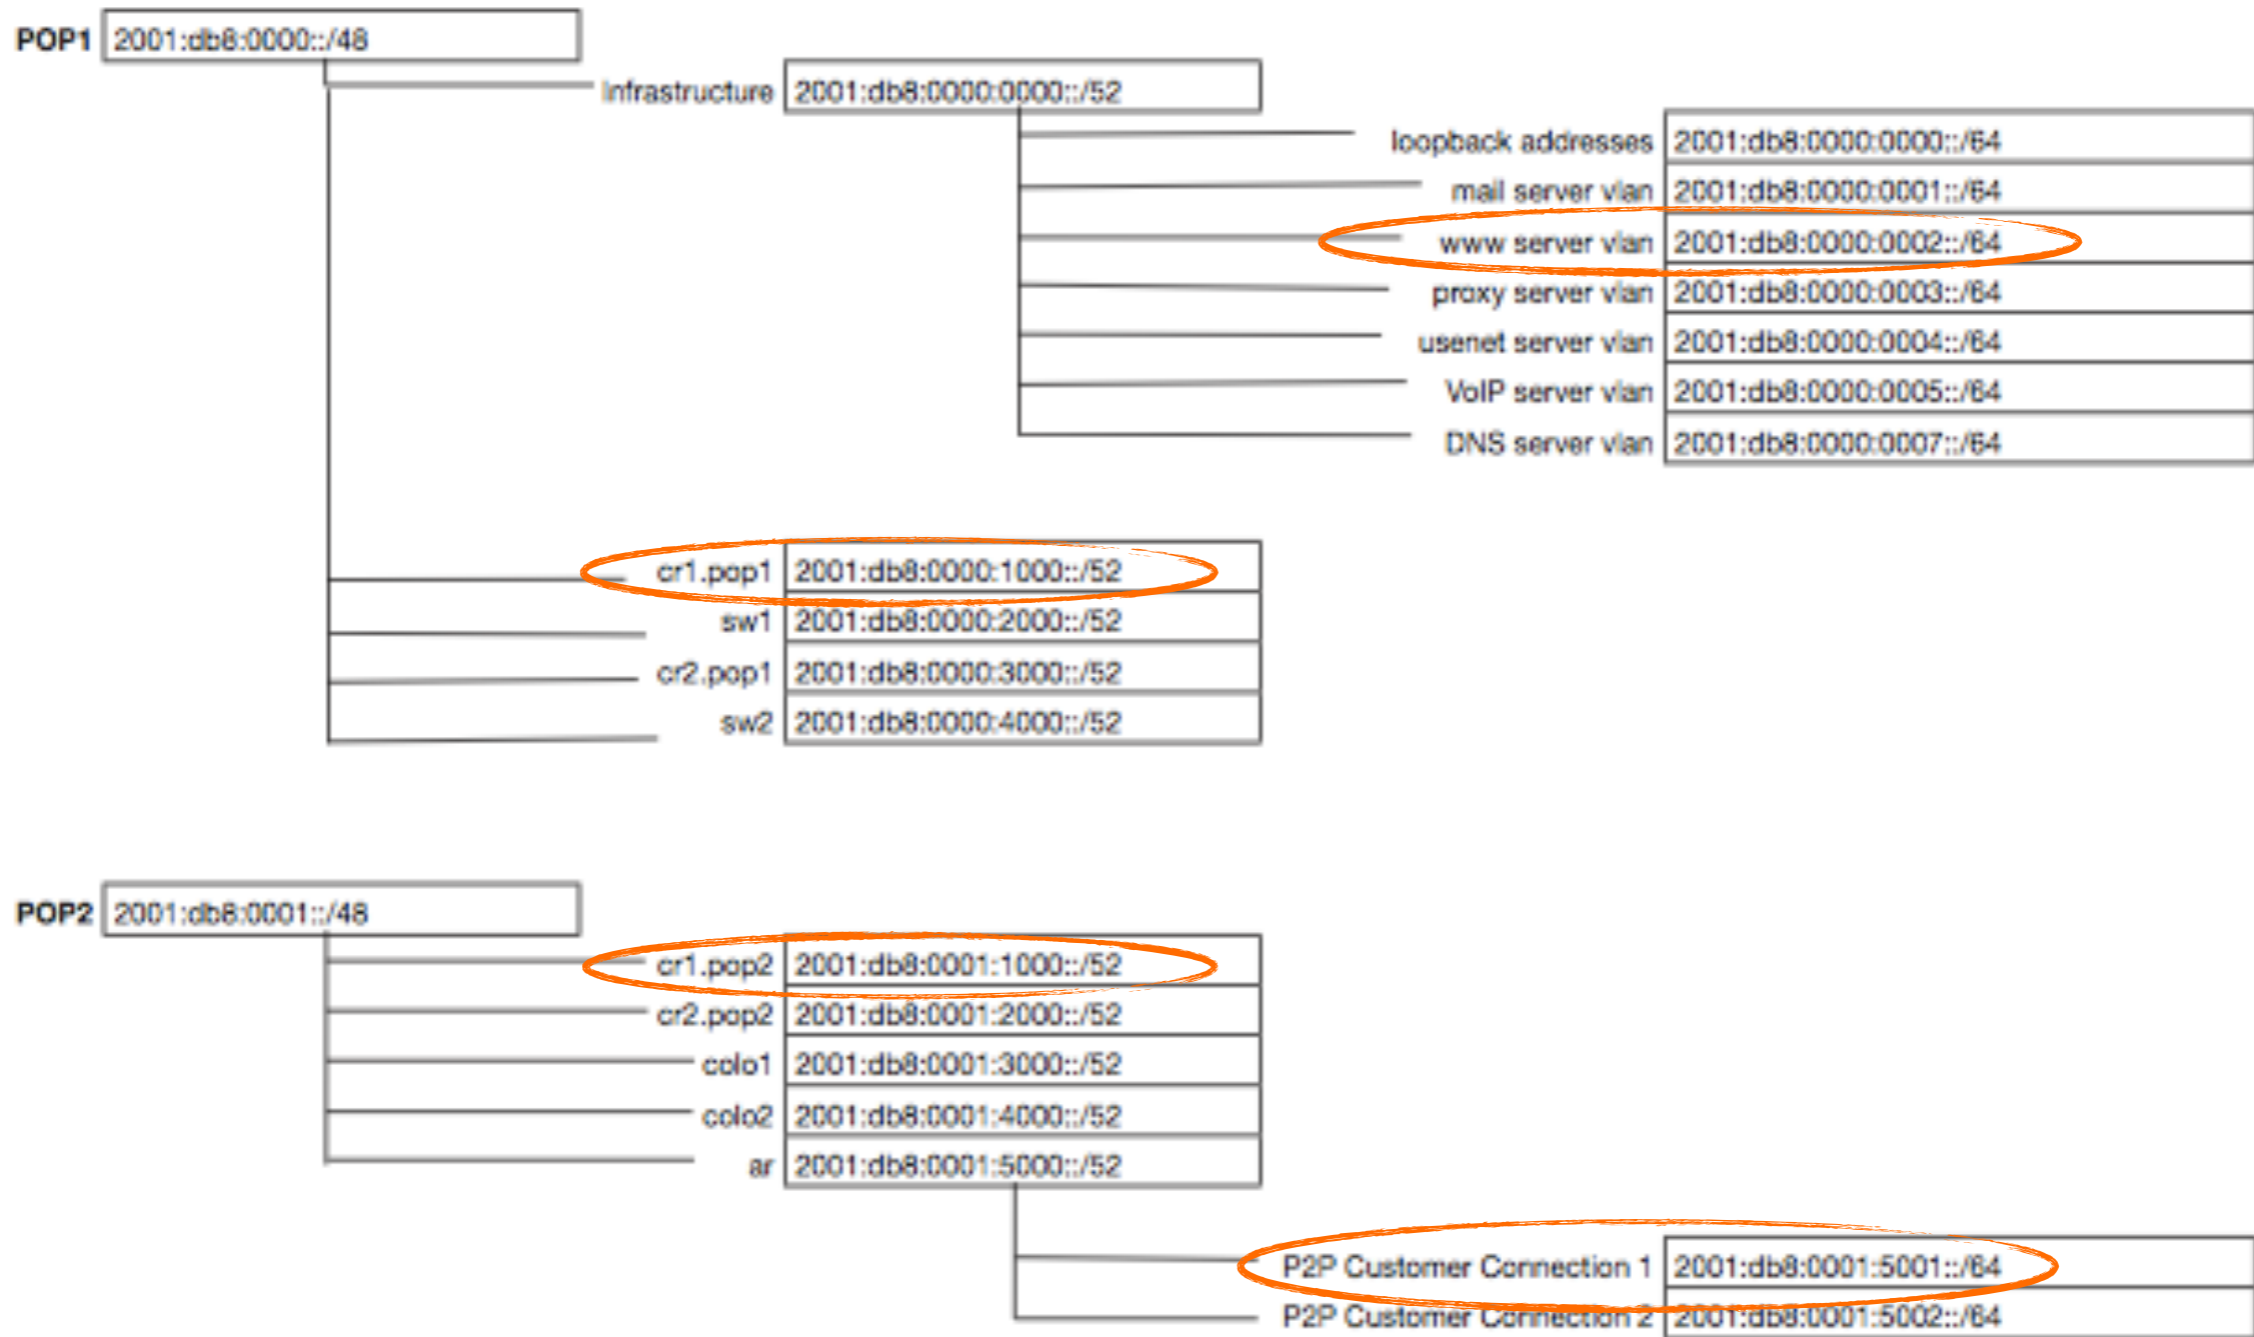 POP1 2001:db8:0000::/48
Infrastructure 2001:db8:0000:0000::/52
loopback addresses 2001:db8:0000:0000::/64
mail server vlan 2001:db8:0000:0001::/64
www server vlan 2001:db8:0000:0002::/64
proxy server vlan 2001:db8:0000:0003::/64
usenet server vlan 2001:db8:0000:0004::/64
VoIP server vlan 2001:db8:0000:0005::/64
DNS server vlan 2001:db8:0000:0007::/64
cr1.pop1 2001:db8:0000:1000::/52
sw1 2001:db8:0000:2000::/52
cr2.pop1 2001:db8:0000:3000::/52
sw2 2001:db8:0000:4000::/52
POP2 2001:db8:0001::/48
cr1.pop2 2001:db8:0001:1000::/52
cr2.pop2 2001:db8:0001:2000::/52
colo1 2001:db8:0001:3000::/52
colo2 2001:db8:0001:4000::/52
ar 2001:db8:0001:5000::/52
P2P Customer Connection 1 2001:db8:0001:5001::/64
P2P Customer Connection 2 2001:db8:0001:5002::/64